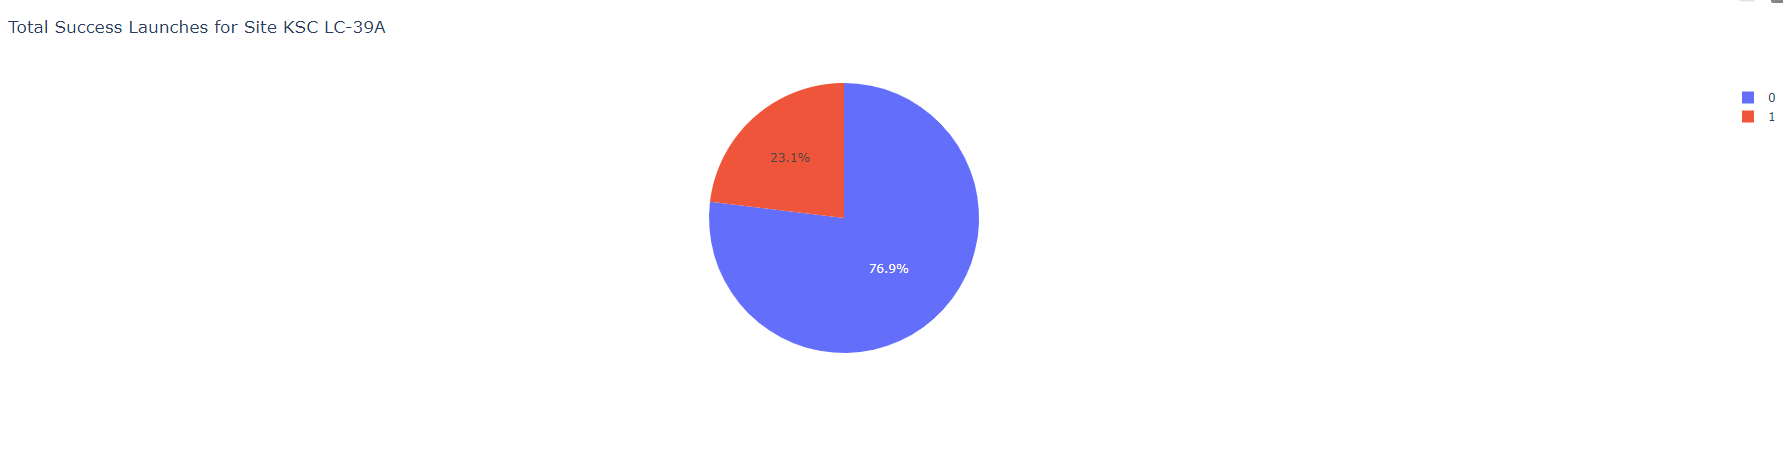 Total Success Launches for Site KSC LC-39A
0
1
23.1%
76.9%